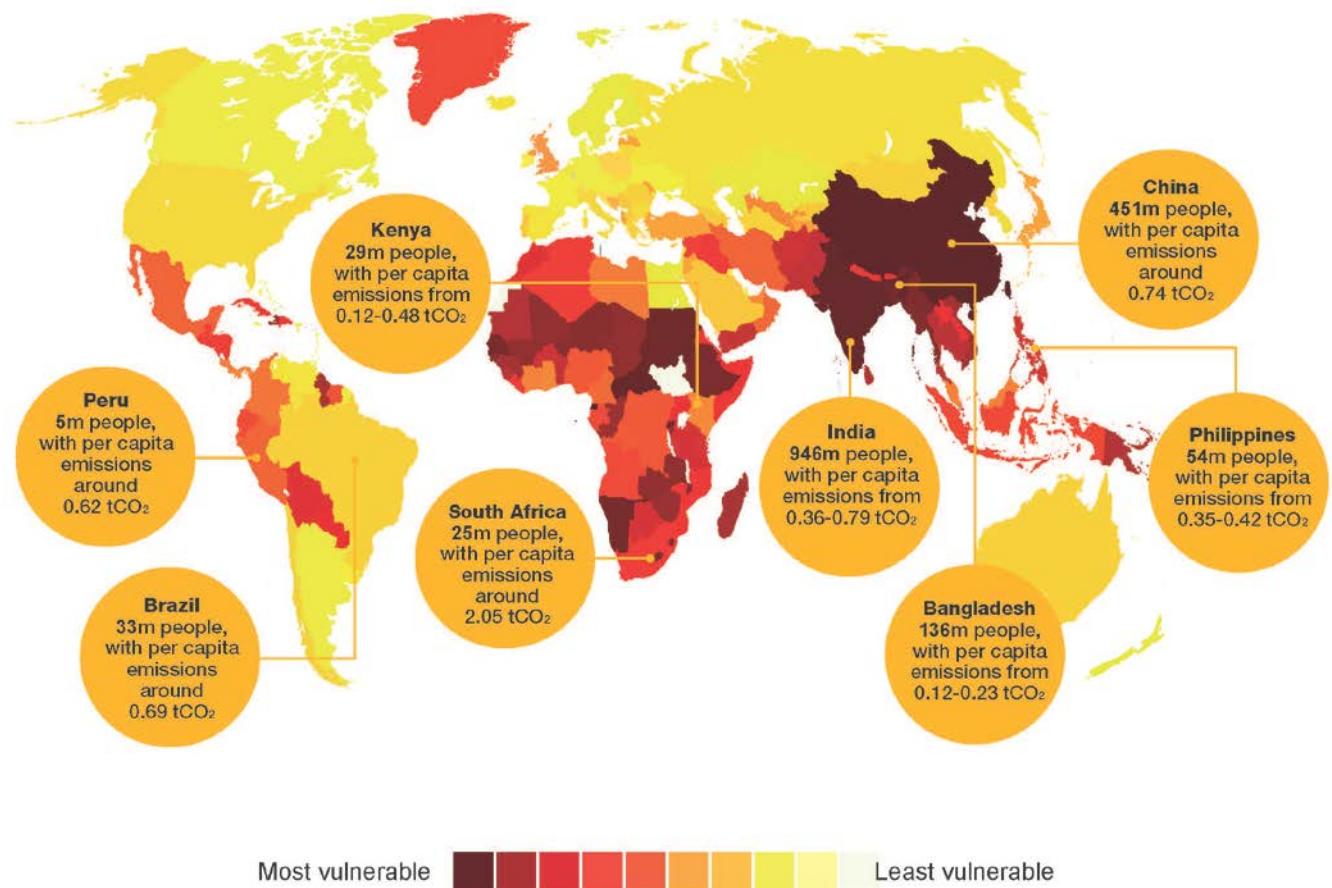 China
451m people,
with per capita
emissions
around
0.74 tCO₂
Kenya
29m people,
with per capita
emissions from
0.12-0.48 tCO₂
Peru
5m people,
with per capita
emissions
around
0.62 tCO₂
India
946m people,
with per capita
emissions from
0.36-0.79 tCO₂
Philippines
54m people,
with per capita
emissions from
0.35-0.42 tCO₂
South Africa
25m people,
with per capita
emissions
around
2.05 tCO₂
Brazil
33m people,
with per capita
emissions
around
0.69 tCO₂
Bangladesh
136m people,
with per capita
emissions from
0.12-0.23 tCO₂
Most vulnerable Least vulnerable